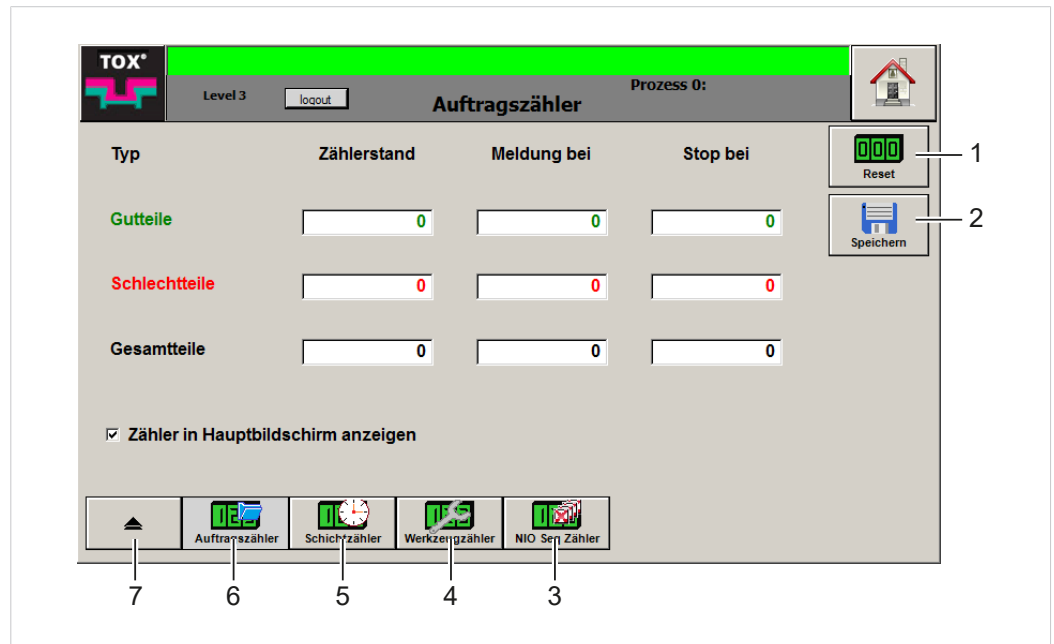 TOX®
Level 3
logout
Auftragszähler
Prozess 0:
Typ
Zählerstand
Meldung bei
Stop bei
000
Reset
1
Gutteile
0
0
0
Speichern
2
Schlechtteile
0
0
0
Gesamtteile
0
0
0
Zähler in Hauptbildschirm anzeigen
Auftragszähler
Schichtzähler
Werkzeugzähler
NIO Seq Zähler
7
6
5
4
3